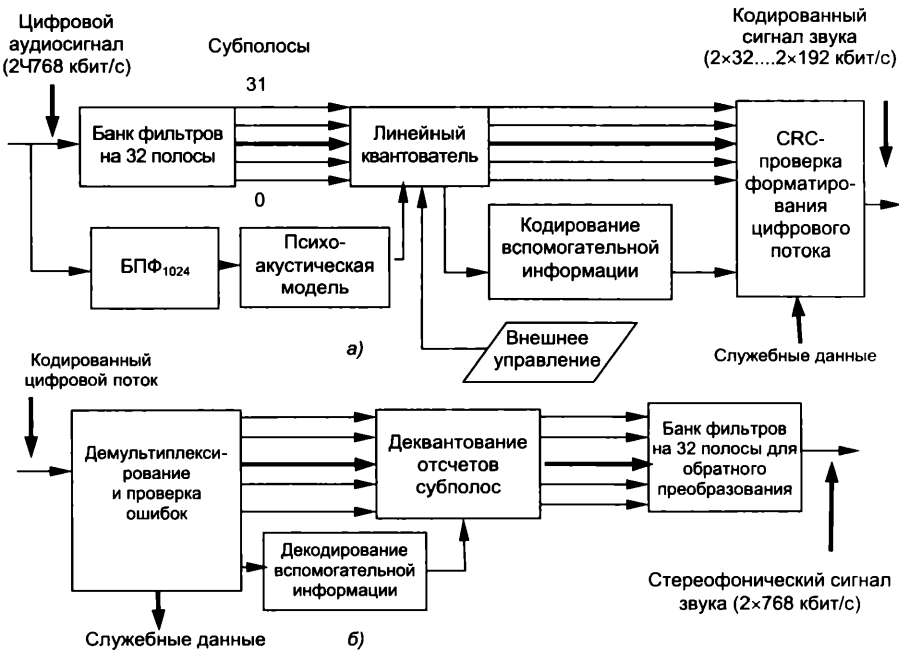 Цифровой
аудиосигнал
(2Ч768 кбит/с)
Субполосы
31
0
Кодированный
сигнал звука
(2×32....2×192 кбит/с)
Банк фильтров
на 32 полосы
Линейный
квантователь
CRC-
проверка
форматиро-
вания
цифрового
потока
БПФ1024
Психо-
акустическая
модель
Кодирование
вспомогательной
информации
Внешнее
управление
Служебные данные
а)
Кодированный
цифровой поток
Демультиплекси-
рование
и проверка
ошибок
Деквантование
отсчетов
субполос
Банк фильтров
на 32 полосы для
обратного
преобразования
Декодирование
вспомогательной
информации
Стереофонический сигнал
звука (2×768 кбит/с)
Служебные данные
б)